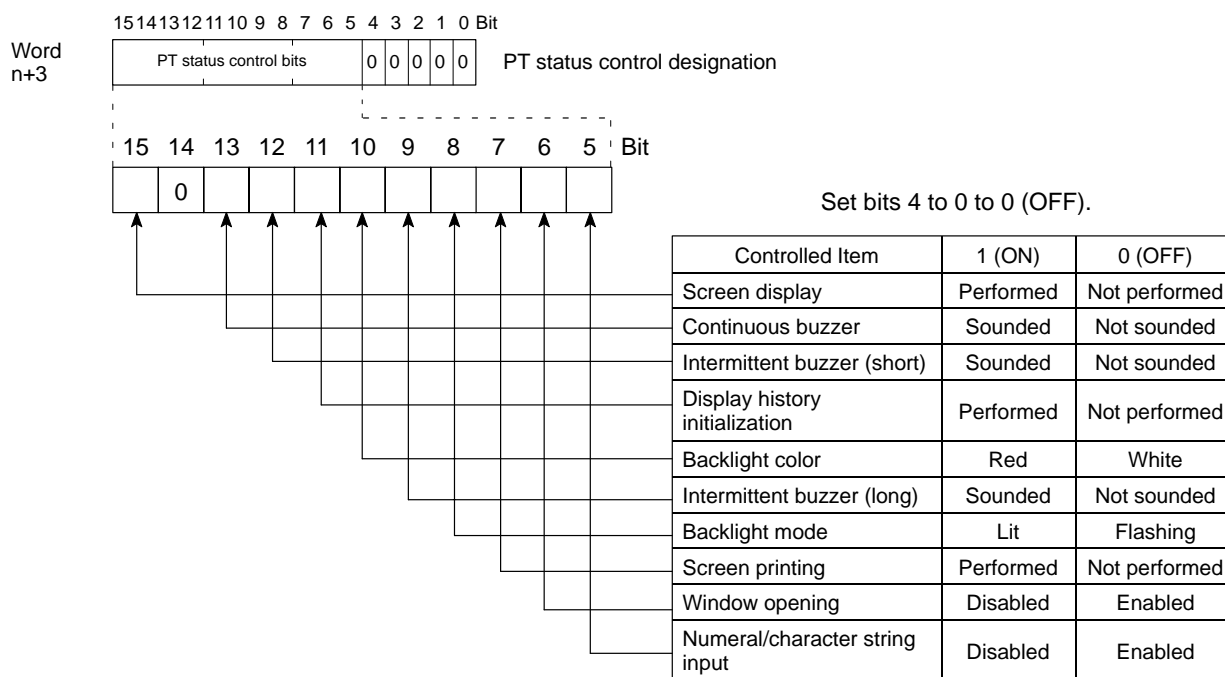 15 14 13 12 11 10 9 8 7 6 5 4 3 2 1 0 Bit
Word
n+3
PT status control bits 0 0 0 0 0 PT status control designation
15 14 13 12 11 10 9 8 7 6 5 Bit
0
Set bits 4 to 0 to 0 (OFF).
Controlled Item 1 (ON) 0 (OFF)
Screen display Performed Not performed
Continuous buzzer Sounded Not sounded
Intermittent buzzer (short) Sounded Not sounded
Display history
initialization Performed Not performed
Backlight color Red White
Intermittent buzzer (long) Sounded Not sounded
Backlight mode Lit Flashing
Screen printing Performed Not performed
Window opening Disabled Enabled
Numeral/character string
input Disabled Enabled